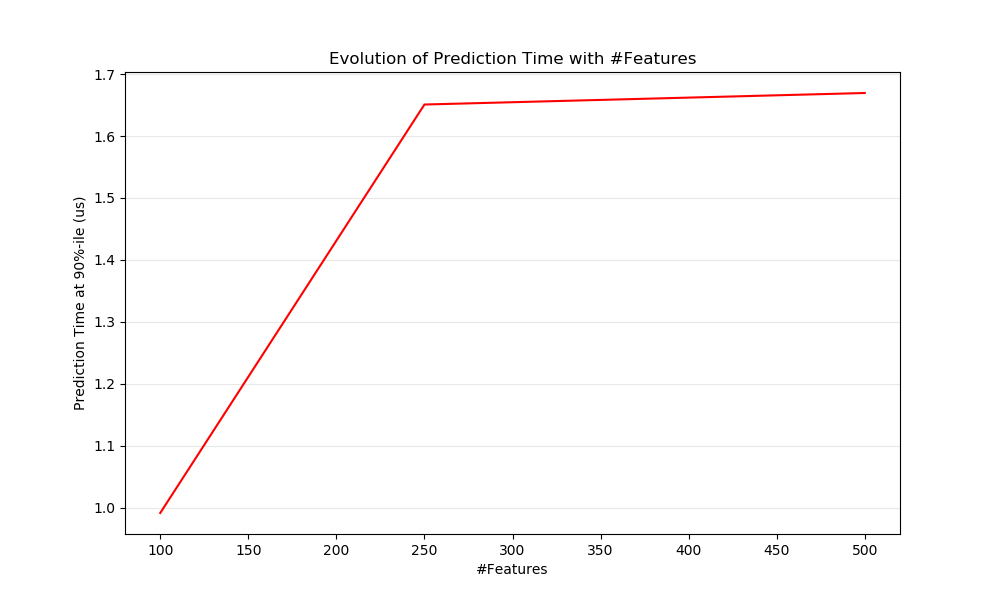 Evolution of Prediction Time with #Features
Prediction Time at 90%-ile (us)
1.7
1.6
1.5
1.4
1.3
1.2
1.1
1.0
100 150 200 250 300 350 400 450 500
#Features